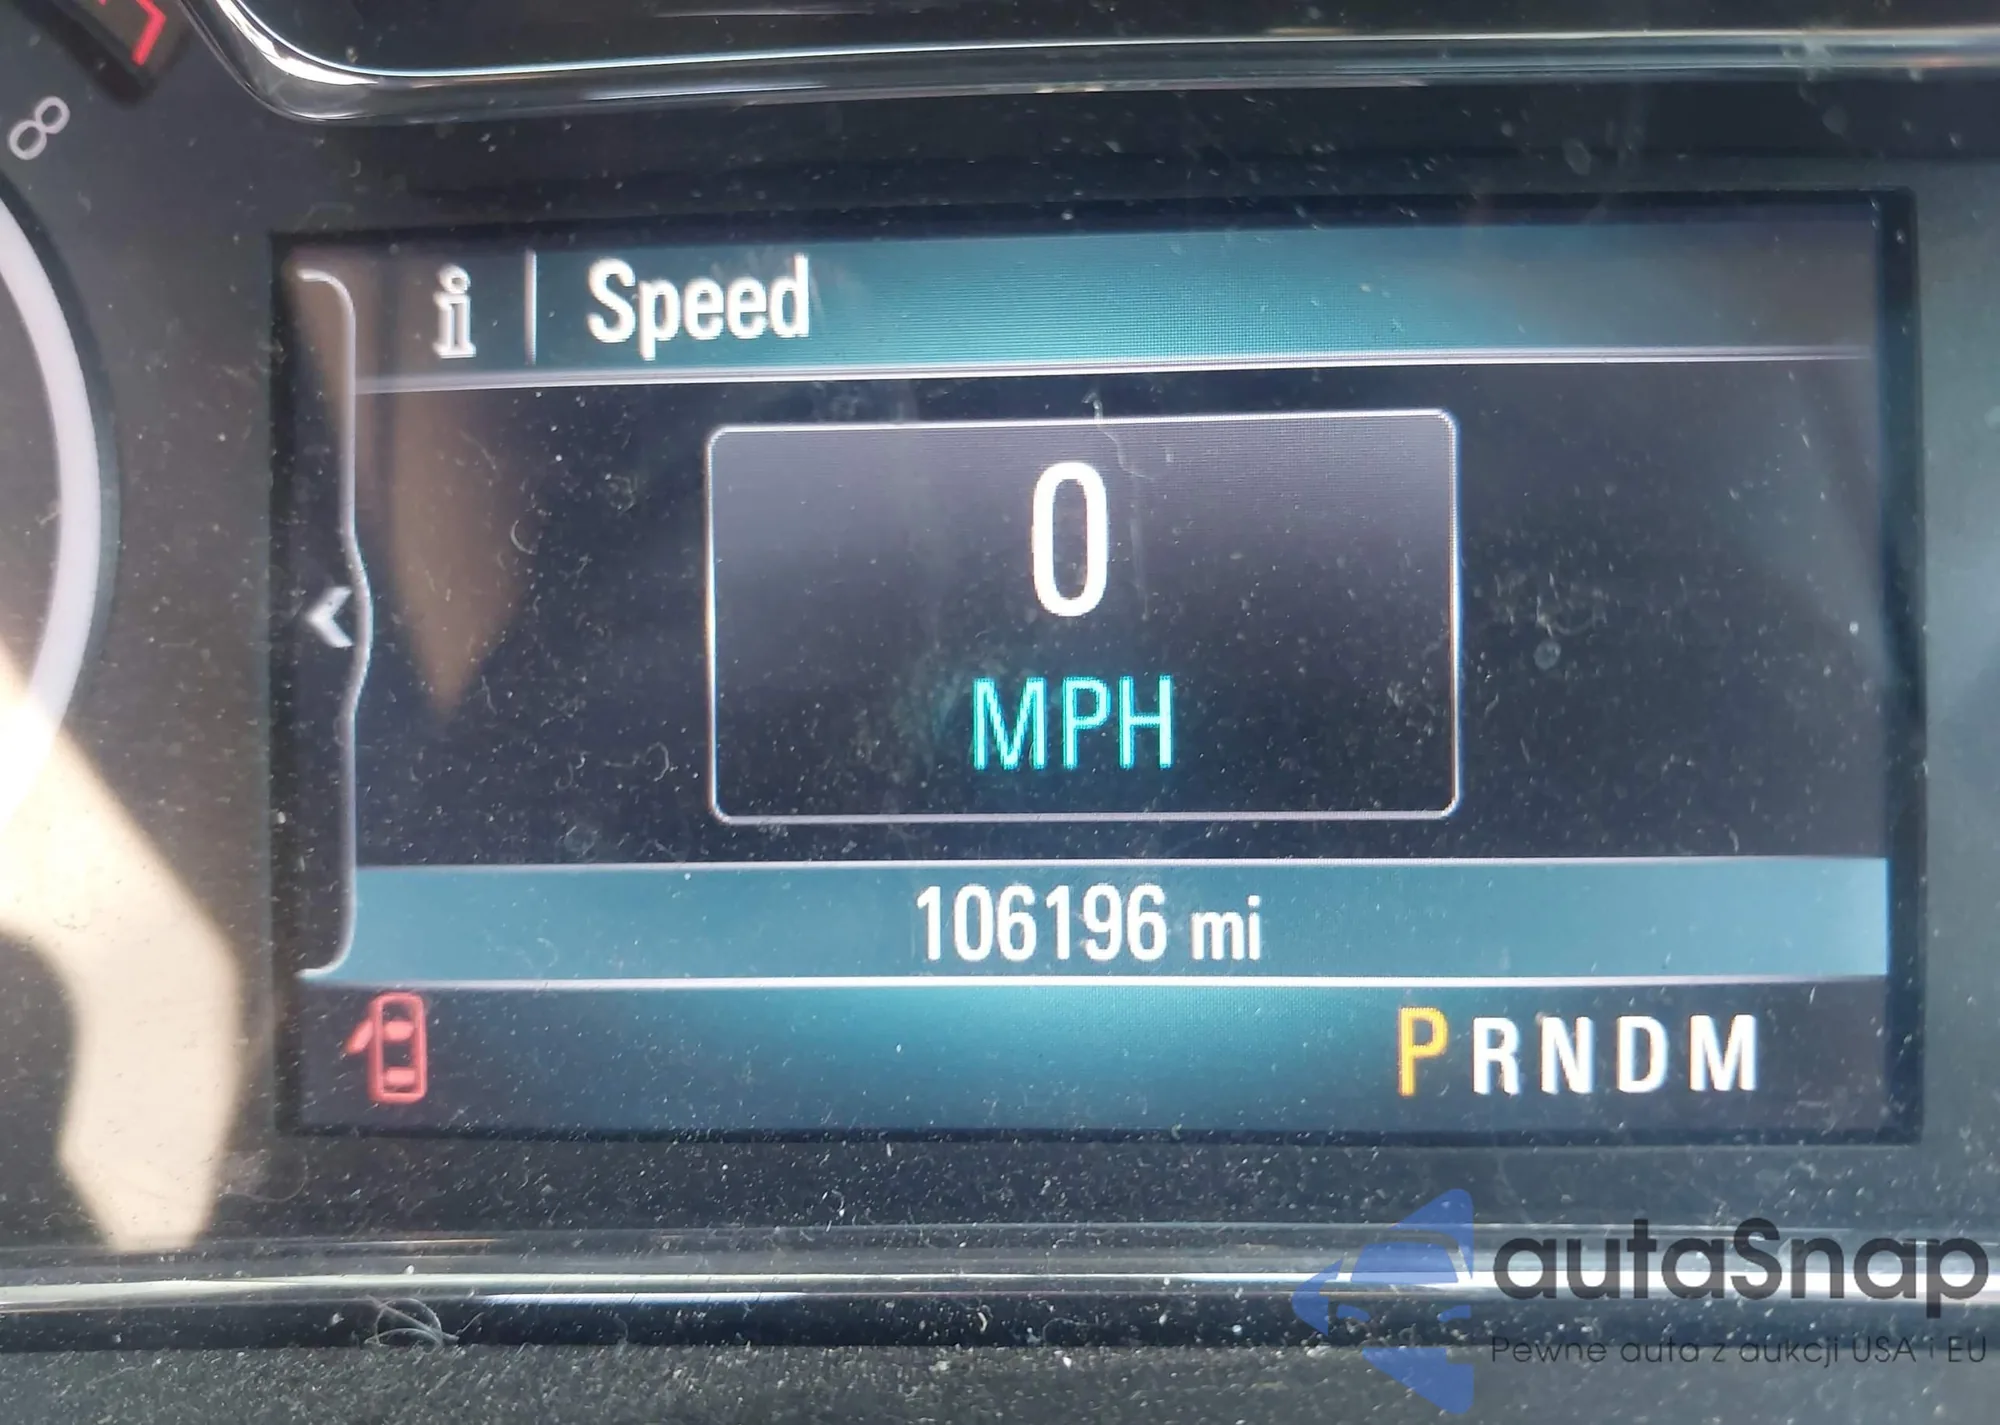 8
i | Speed
0
MPH
106196 mi
PRNDM
autaSnap
Pewne auta z aukcji USA i EU